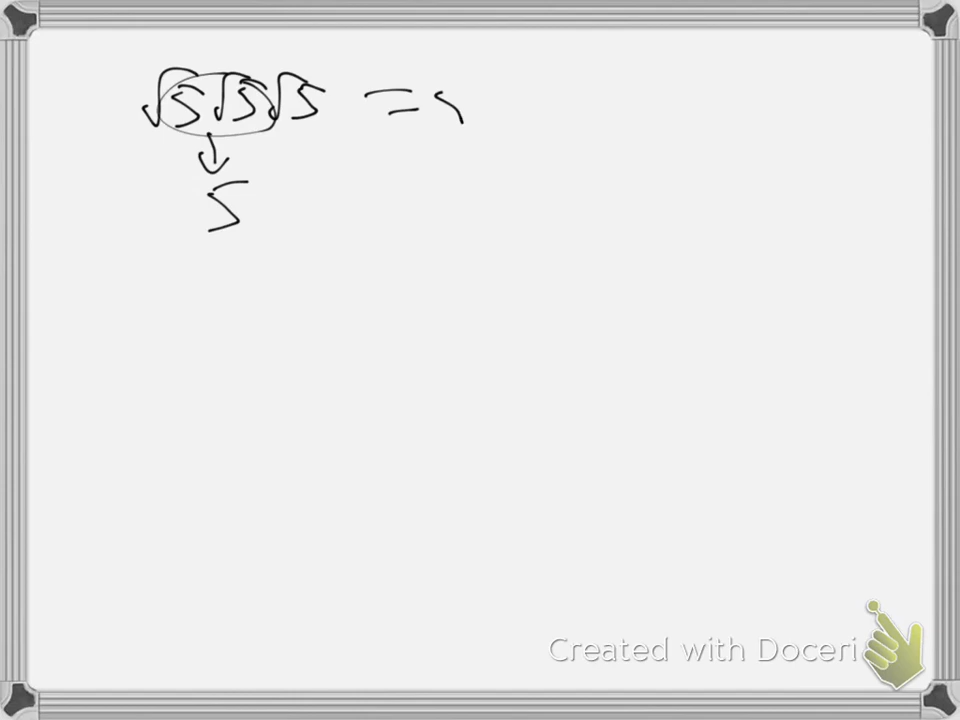 √5 √5 √5 =
↓
5
Created with Doceri